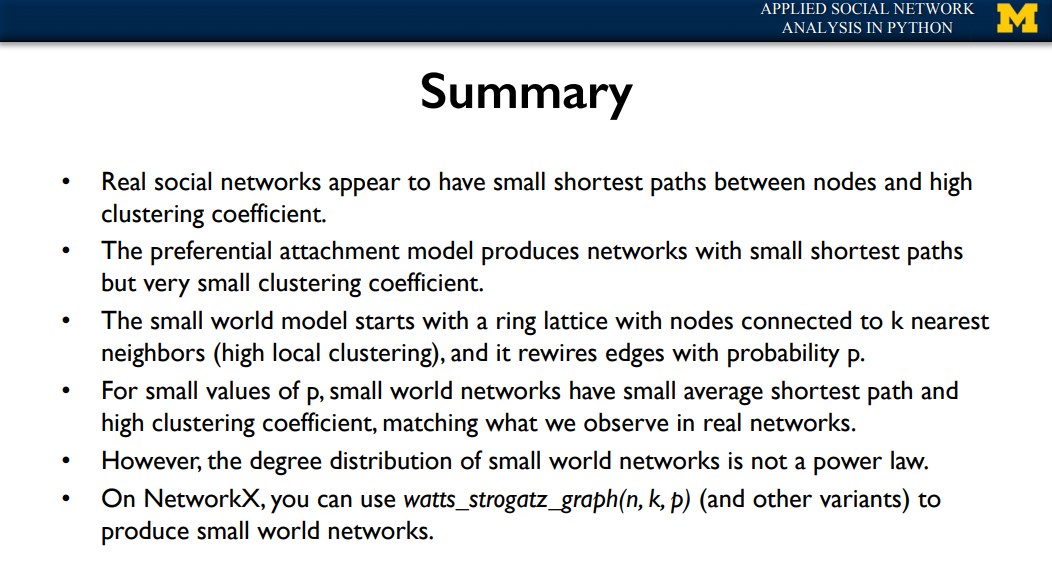 APPLIED SOCIAL NETWORK
ANALYSIS IN PYTHON
M
Summary
• Real social networks appear to have small shortest paths between nodes and high
clustering coefficient.
• The preferential attachment model produces networks with small shortest paths
but very small clustering coefficient.
• The small world model starts with a ring lattice with nodes connected to k nearest
neighbors (high local clustering), and it rewires edges with probability p.
• For small values of p, small world networks have small average shortest path and
high clustering coefficient, matching what we observe in real networks.
• However, the degree distribution of small world networks is not a power law.
• On NetworkX, you can use watts_strogatz_graph(n, k, p) (and other variants) to
produce small world networks.